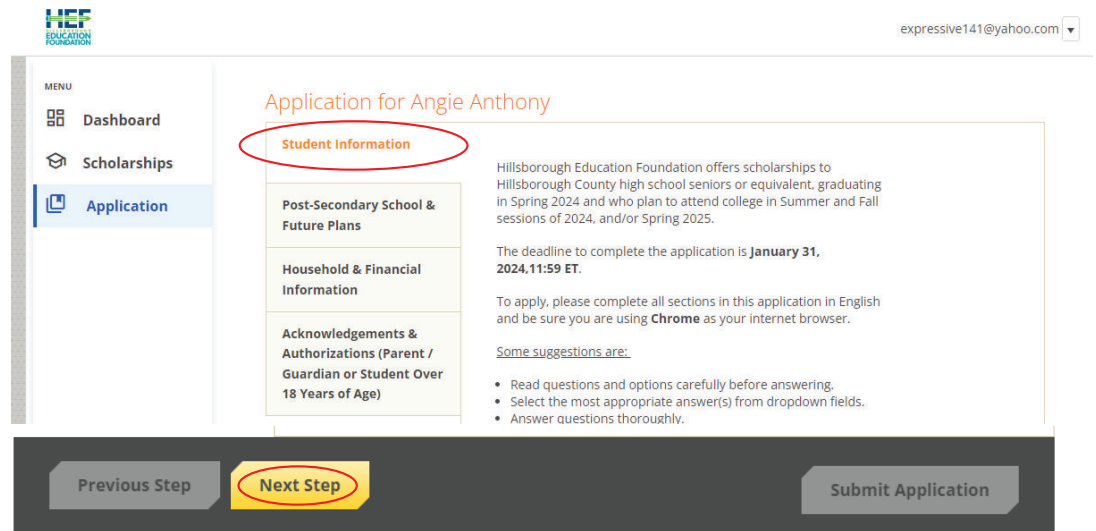 HEF
HILLSBOROUGH
EDUCATION
FOUNDATION
expressive141@yahoo.com
MENU
Dashboard
Scholarships
Application
Application for Angie Anthony
Student Information
Post-Secondary School &
Future Plans
Household & Financial
Information
Acknowledgements &
Authorizations (Parent /
Guardian or Student Over
18 Years of Age)
Hillsborough Education Foundation offers scholarships to
Hillsborough County high school seniors or equivalent, graduating
in Spring 2024 and who plan to attend college in Summer and Fall
sessions of 2024, and/or Spring 2025.
The deadline to complete the application is January 31,
2024,11:59 ET.
To apply, please complete all sections in this application in English
and be sure you are using Chrome as your internet browser.
Some suggestions are:
• Read questions and options carefully before answering.
• Select the most appropriate answer(s) from dropdown fields.
• Answer questions thoroughly.
Previous Step
Next Step
Submit Application